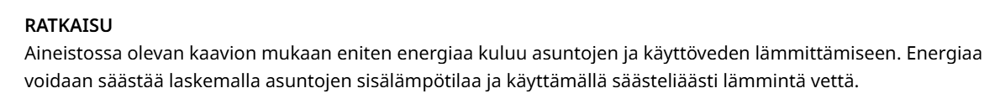 RATKAISU
Aineistossa olevan kaavion mukaan eniten energiaa kuluu asuntojen ja käyttöveden lämmittämiseen. Energiaa
voidaan säästää laskemalla asuntojen sisälämpötilaa ja käyttämällä säästeliäästi lämmintä vettä.